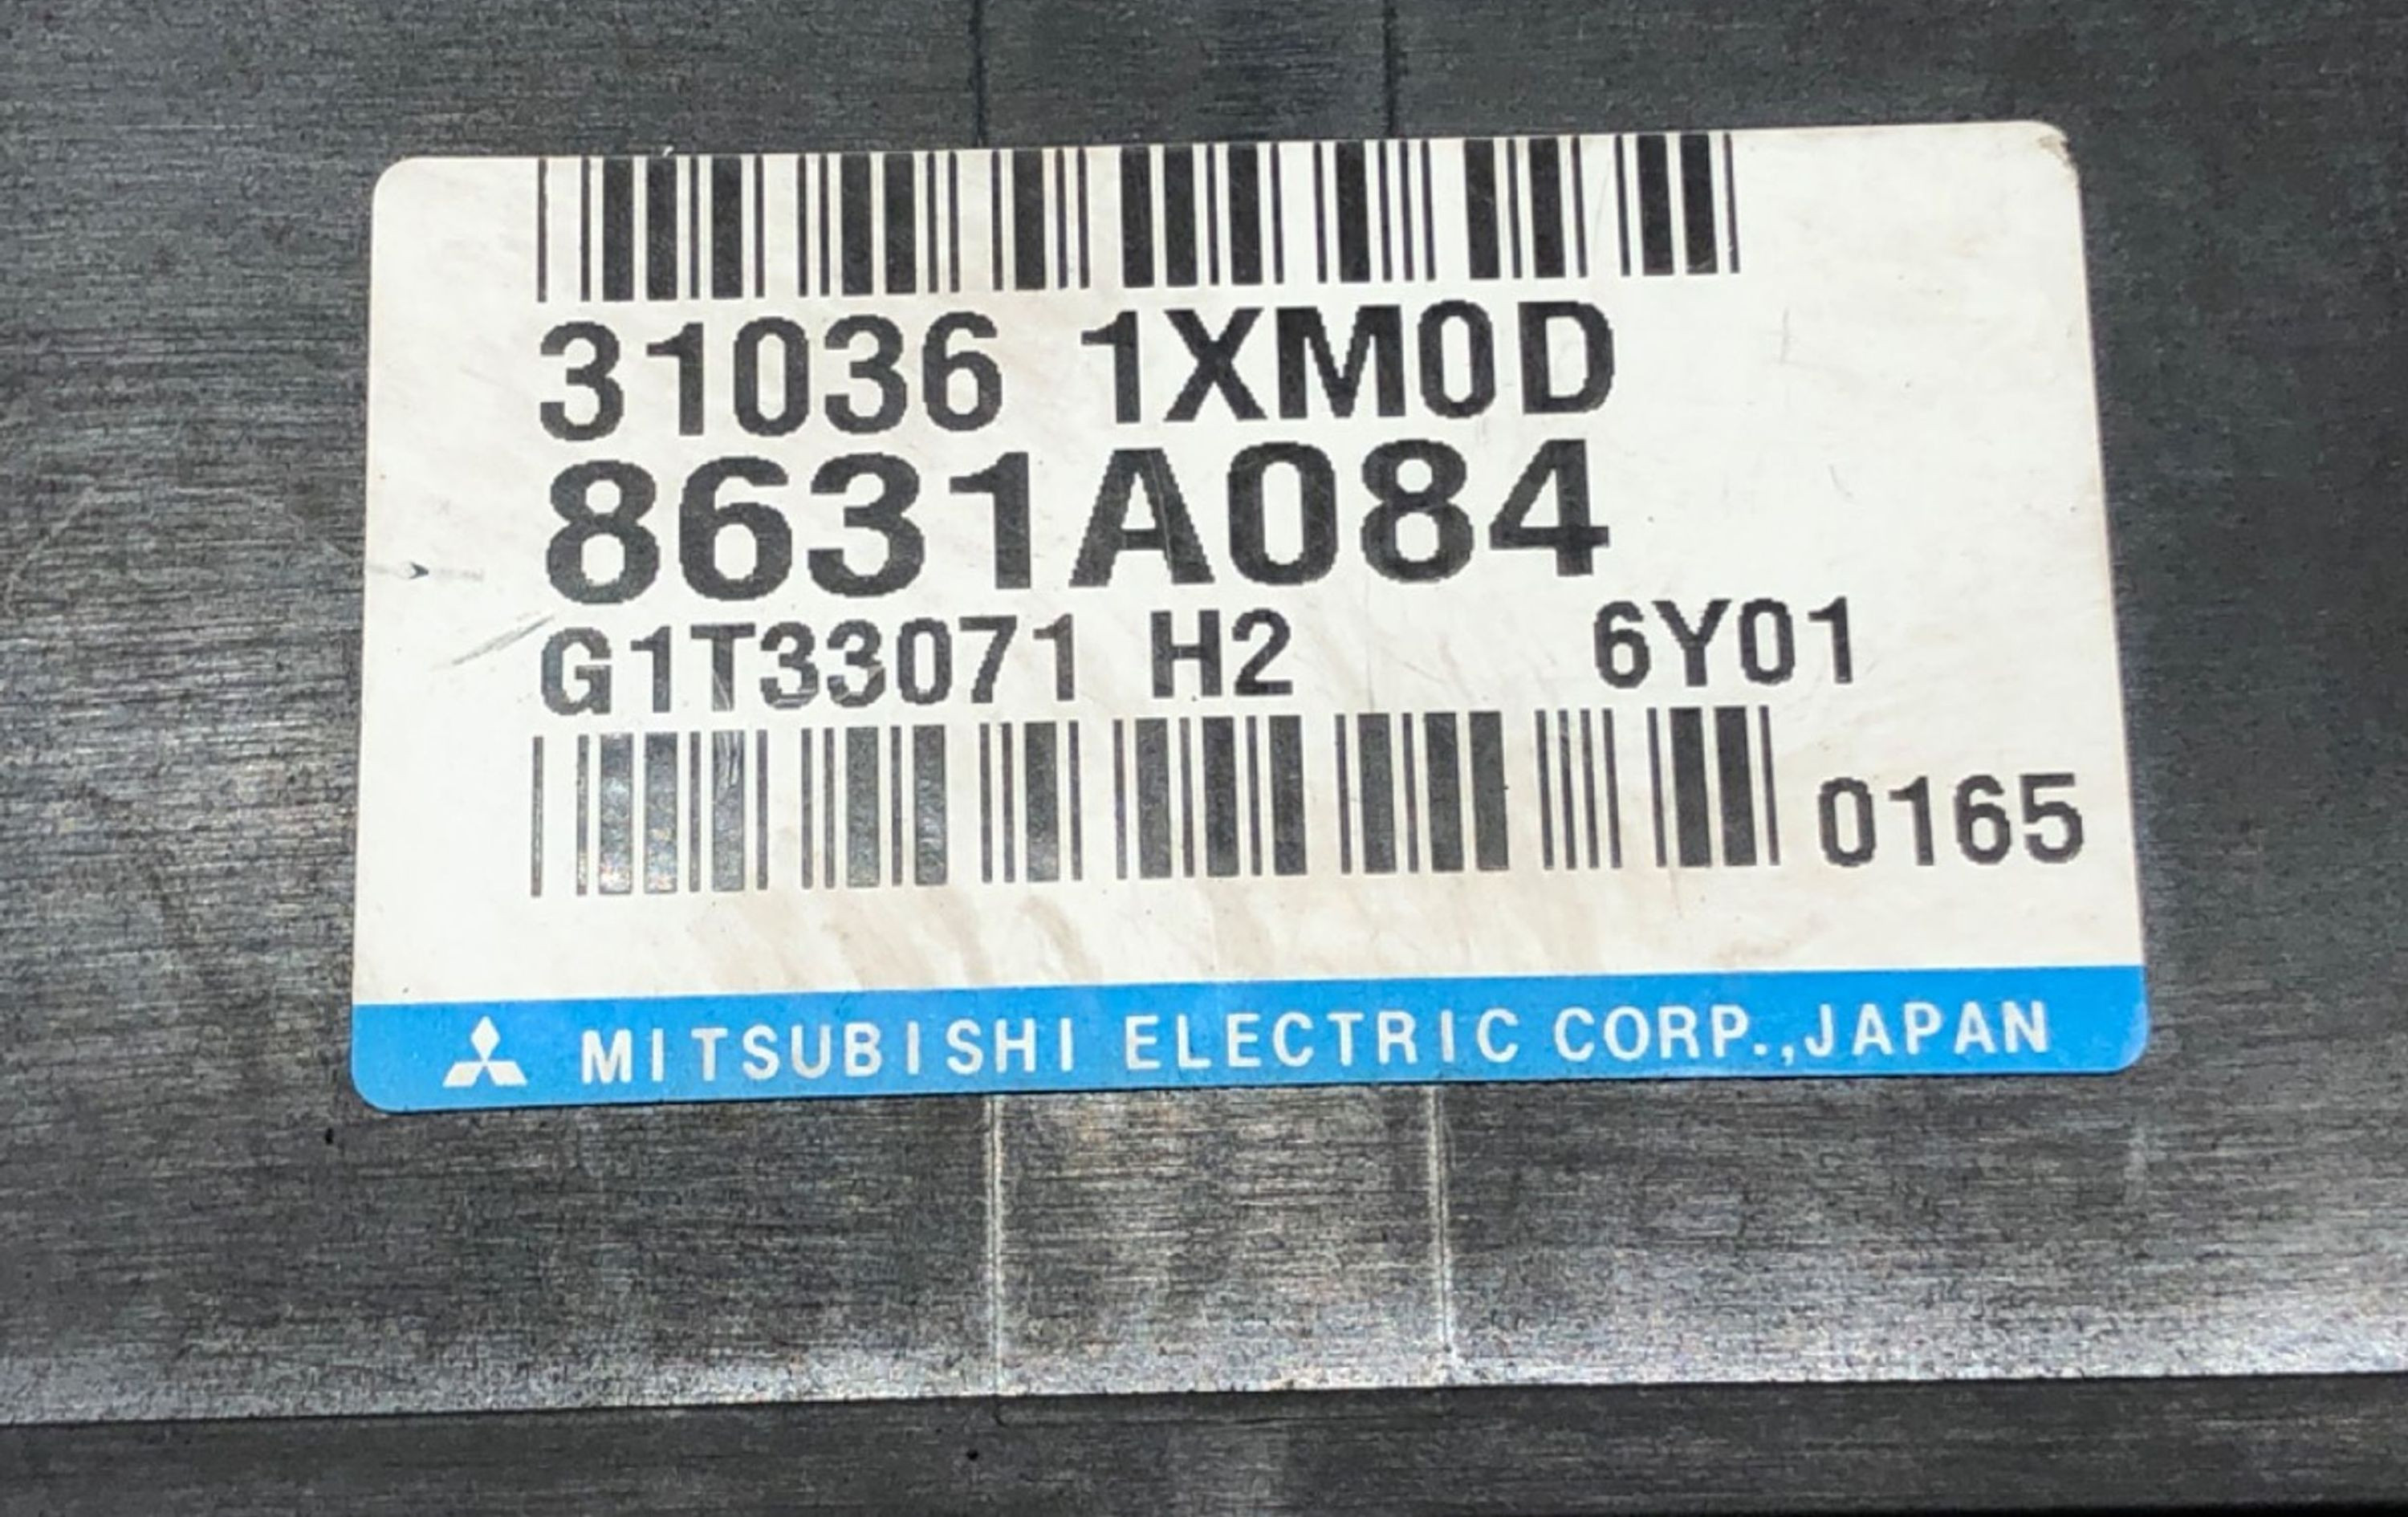 31036 1XM0D
8631A084
G1T33071 H2 6Y01
0165
MITSUBISHI ELECTRIC CORP.,JAPAN